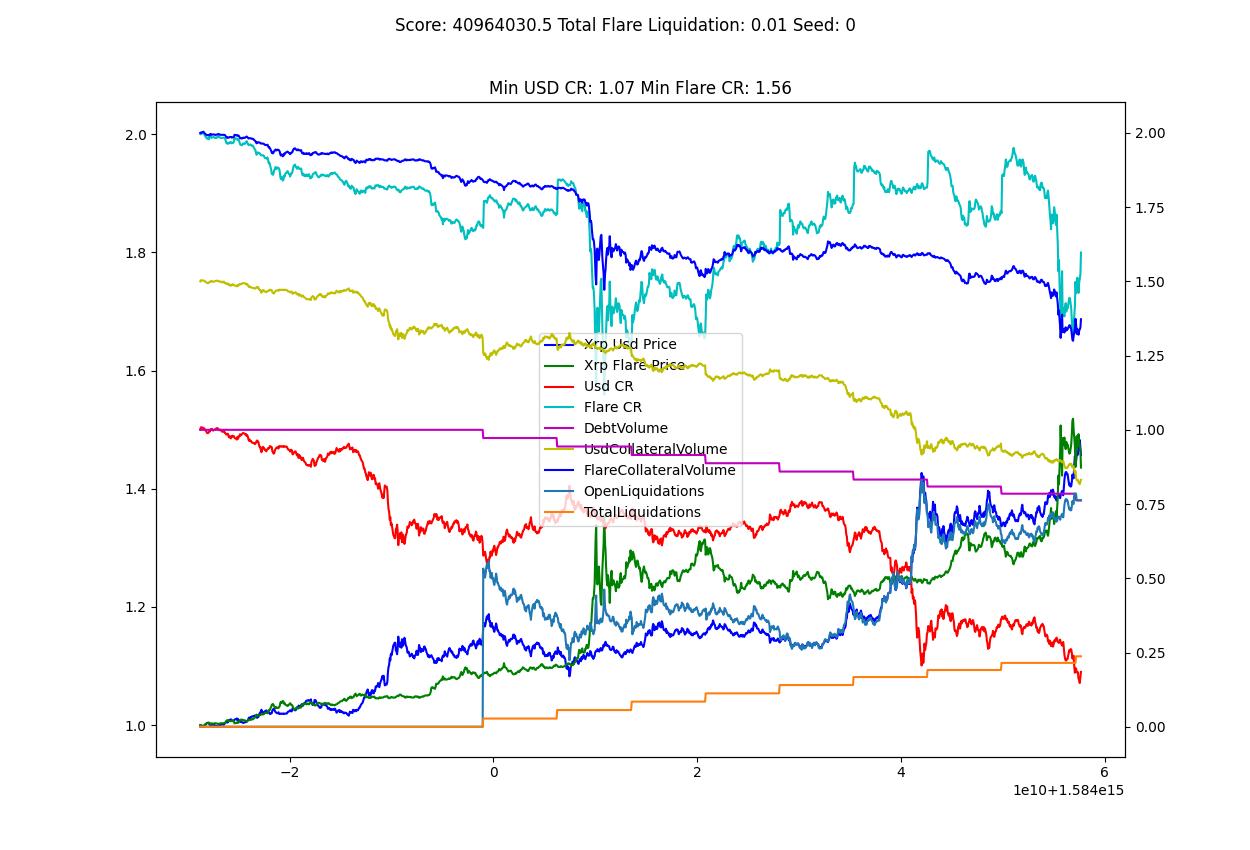 Score: 40964030.5 Total Flare Liquidation: 0.01 Seed: 0
Min USD CR: 1.07 Min Flare CR: 1.56
2.0
1.8
1.6
1.4
1.2
1.0
2.00
1.75
1.50
1.25
1.00
0.75
0.50
0.25
0.00
Xrp Usd Price
Xrp Flare Price
Usd CR
Flare CR
DebtVolume
UsdCollateralVolume
FlareCollateralVolume
OpenLiquidations
TotalLiquidations
−2 0 2 4 6
1e10+1.584e15